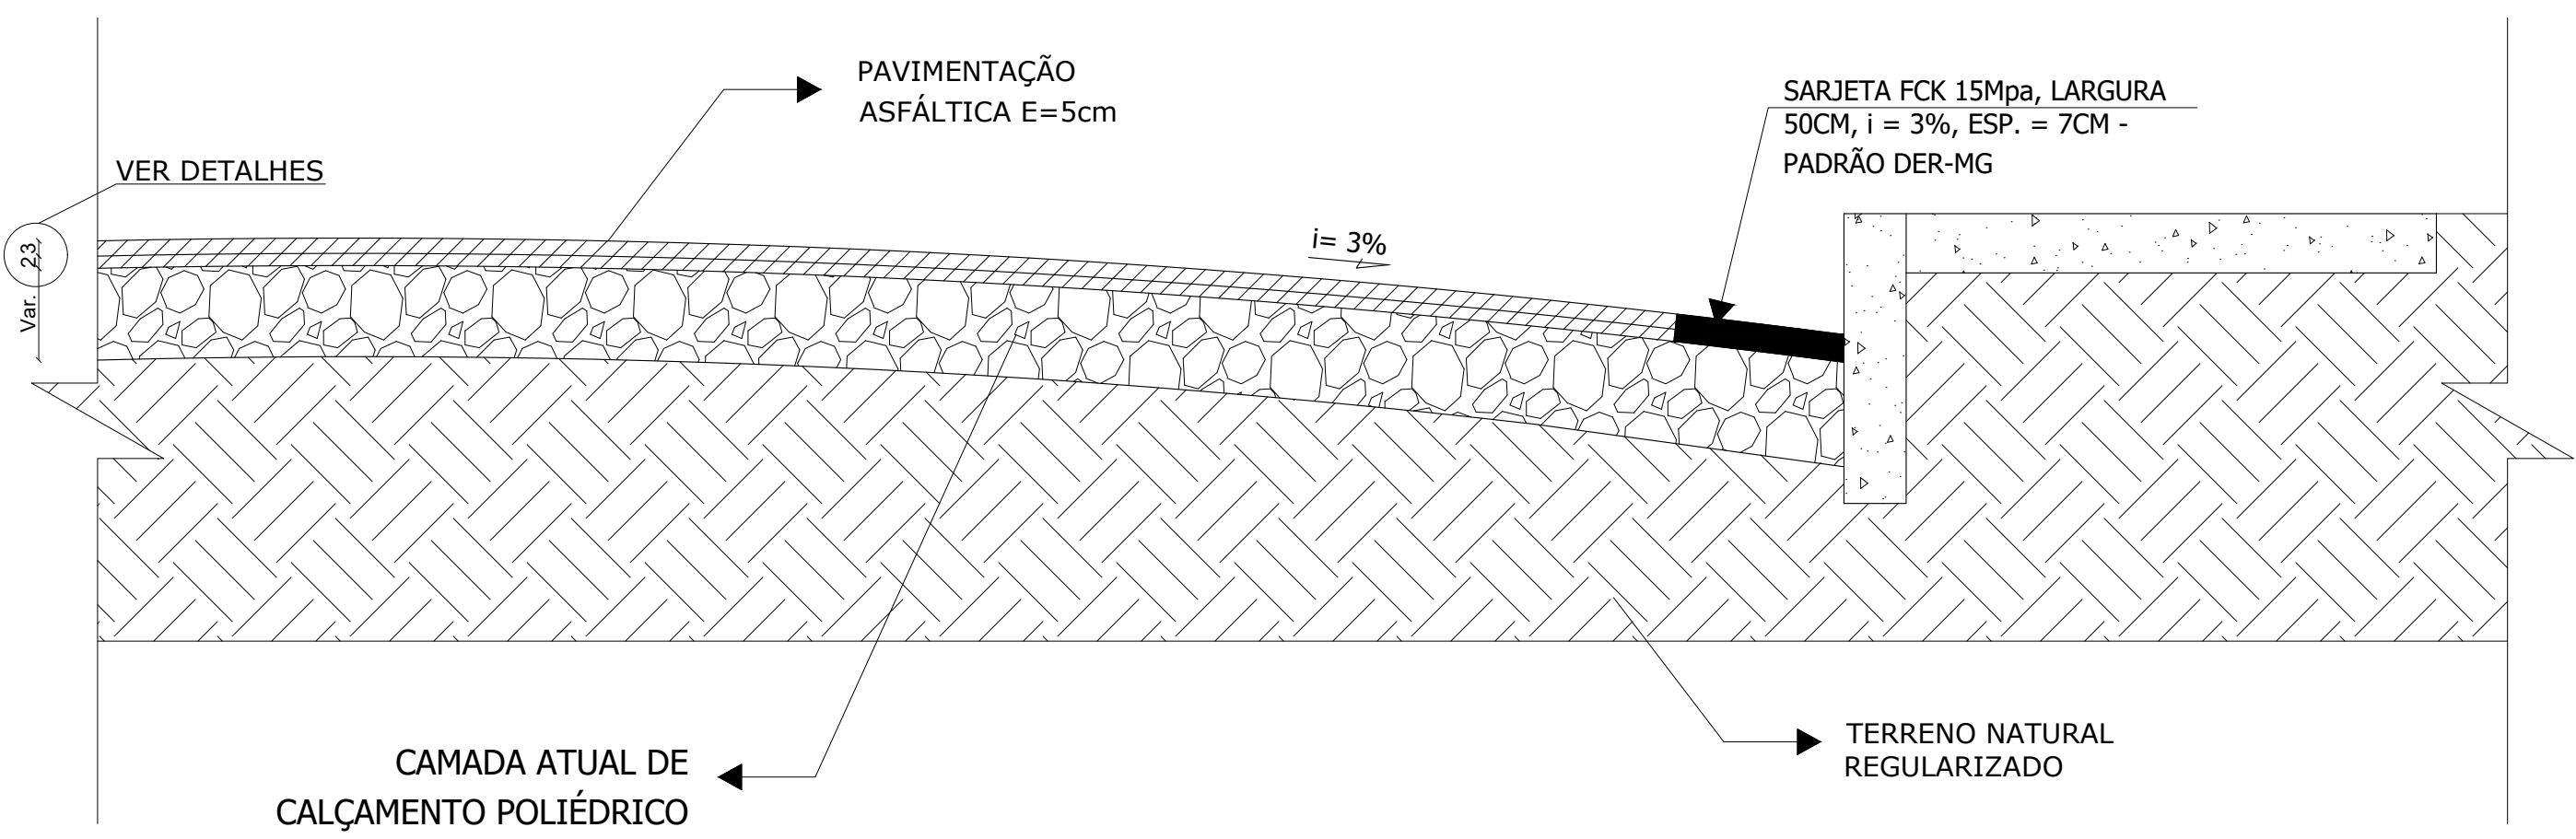 PAVIMENTAÇÃO
ASFÁLTICA E=5cm
SARJETA FCK 15Mpa, LARGURA
50CM, i = 3%, ESP. = 7CM -
PADRÃO DER-MG
VER DETALHES
i= 3%
23
Var.
TERRENO NATURAL
REGULARIZADO
CAMADA ATUAL DE
CALÇAMENTO POLIÉDRICO